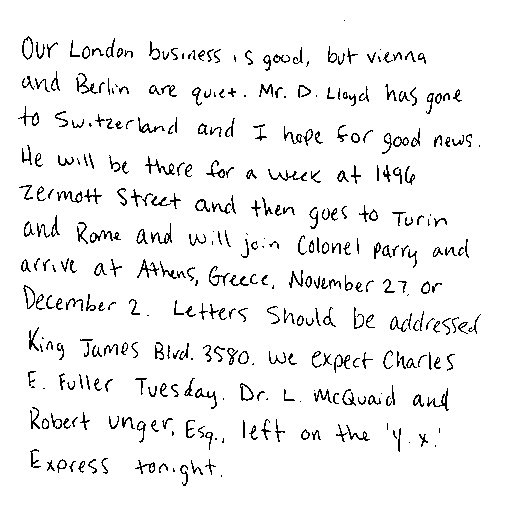 Our London business is good, but vienna
and Berlin are quiet. Mr. D. Lloyd has gone
to Switzerland and I hope for good news.
He will be there for a week at 1496
Zermott Street and then goes to Turin
and Rome and will join Colonel Parry and
arrive at Athens, Greece, November 27 or
December 2. Letters Should be addressed
King James Blvd. 3580. We expect Charles
E. Fuller Tuesday. Dr. L. McQuaid and
Robert unger, Esq., left on the 'Y.X.'
Express tonight.